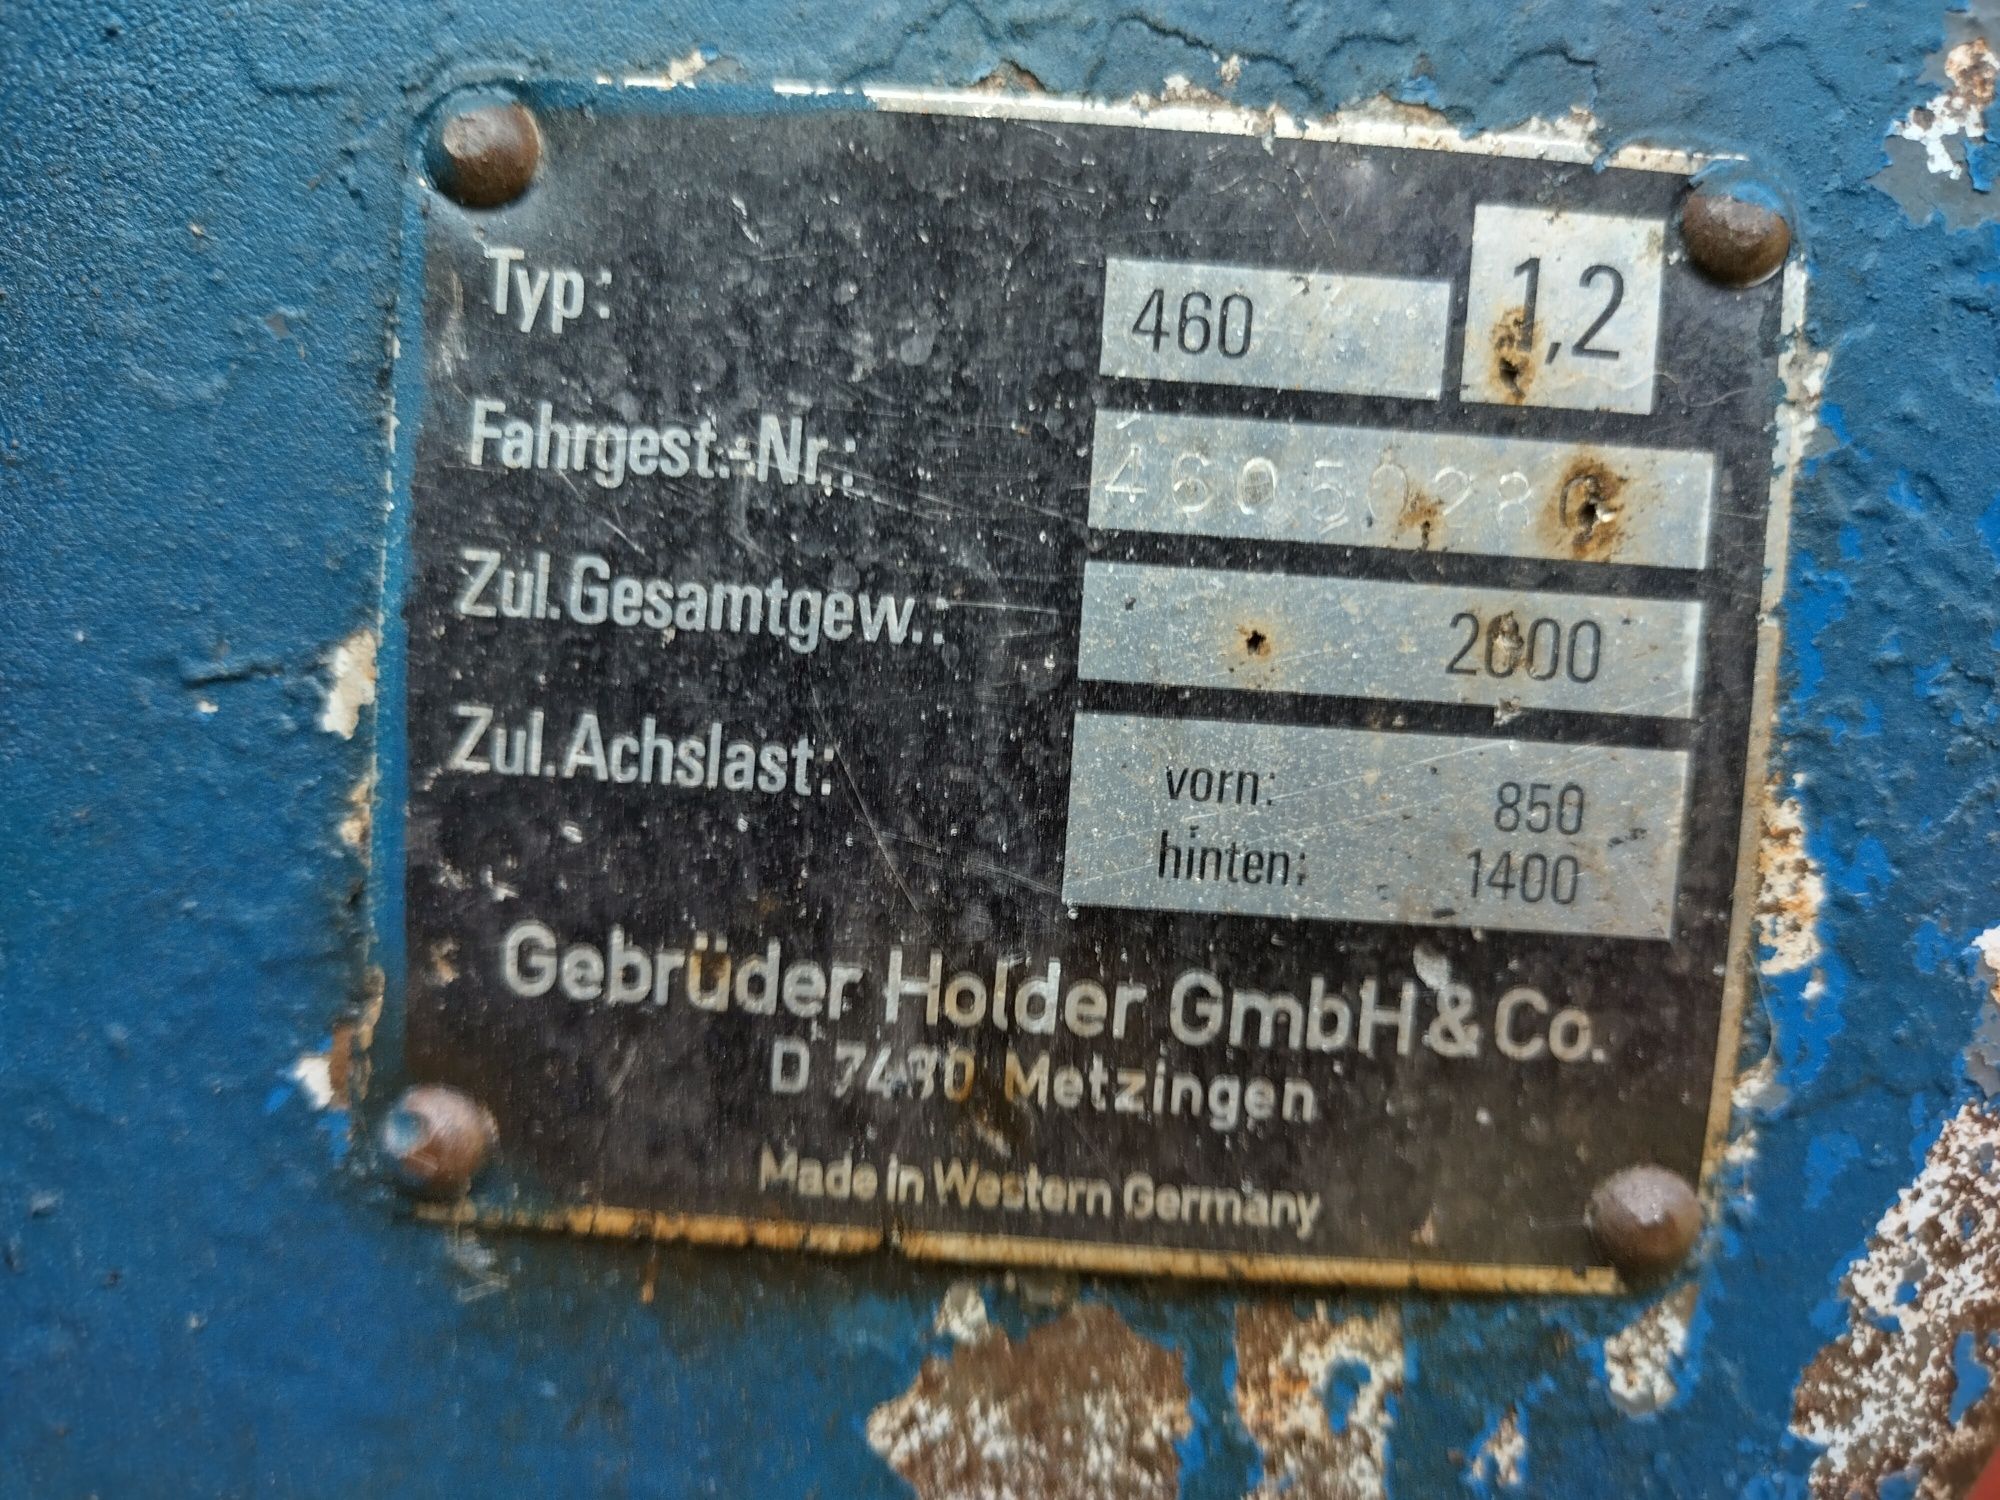 Typ: 460 1,2
Fahrgest.-Nr.:
Zul.Gesamtgew.: 2000
Zul.Achslast: vorn: 850
hinten: 1400
Gebrüder Holder GmbH & Co.
D 7430 Metzingen
Made in Western Germany